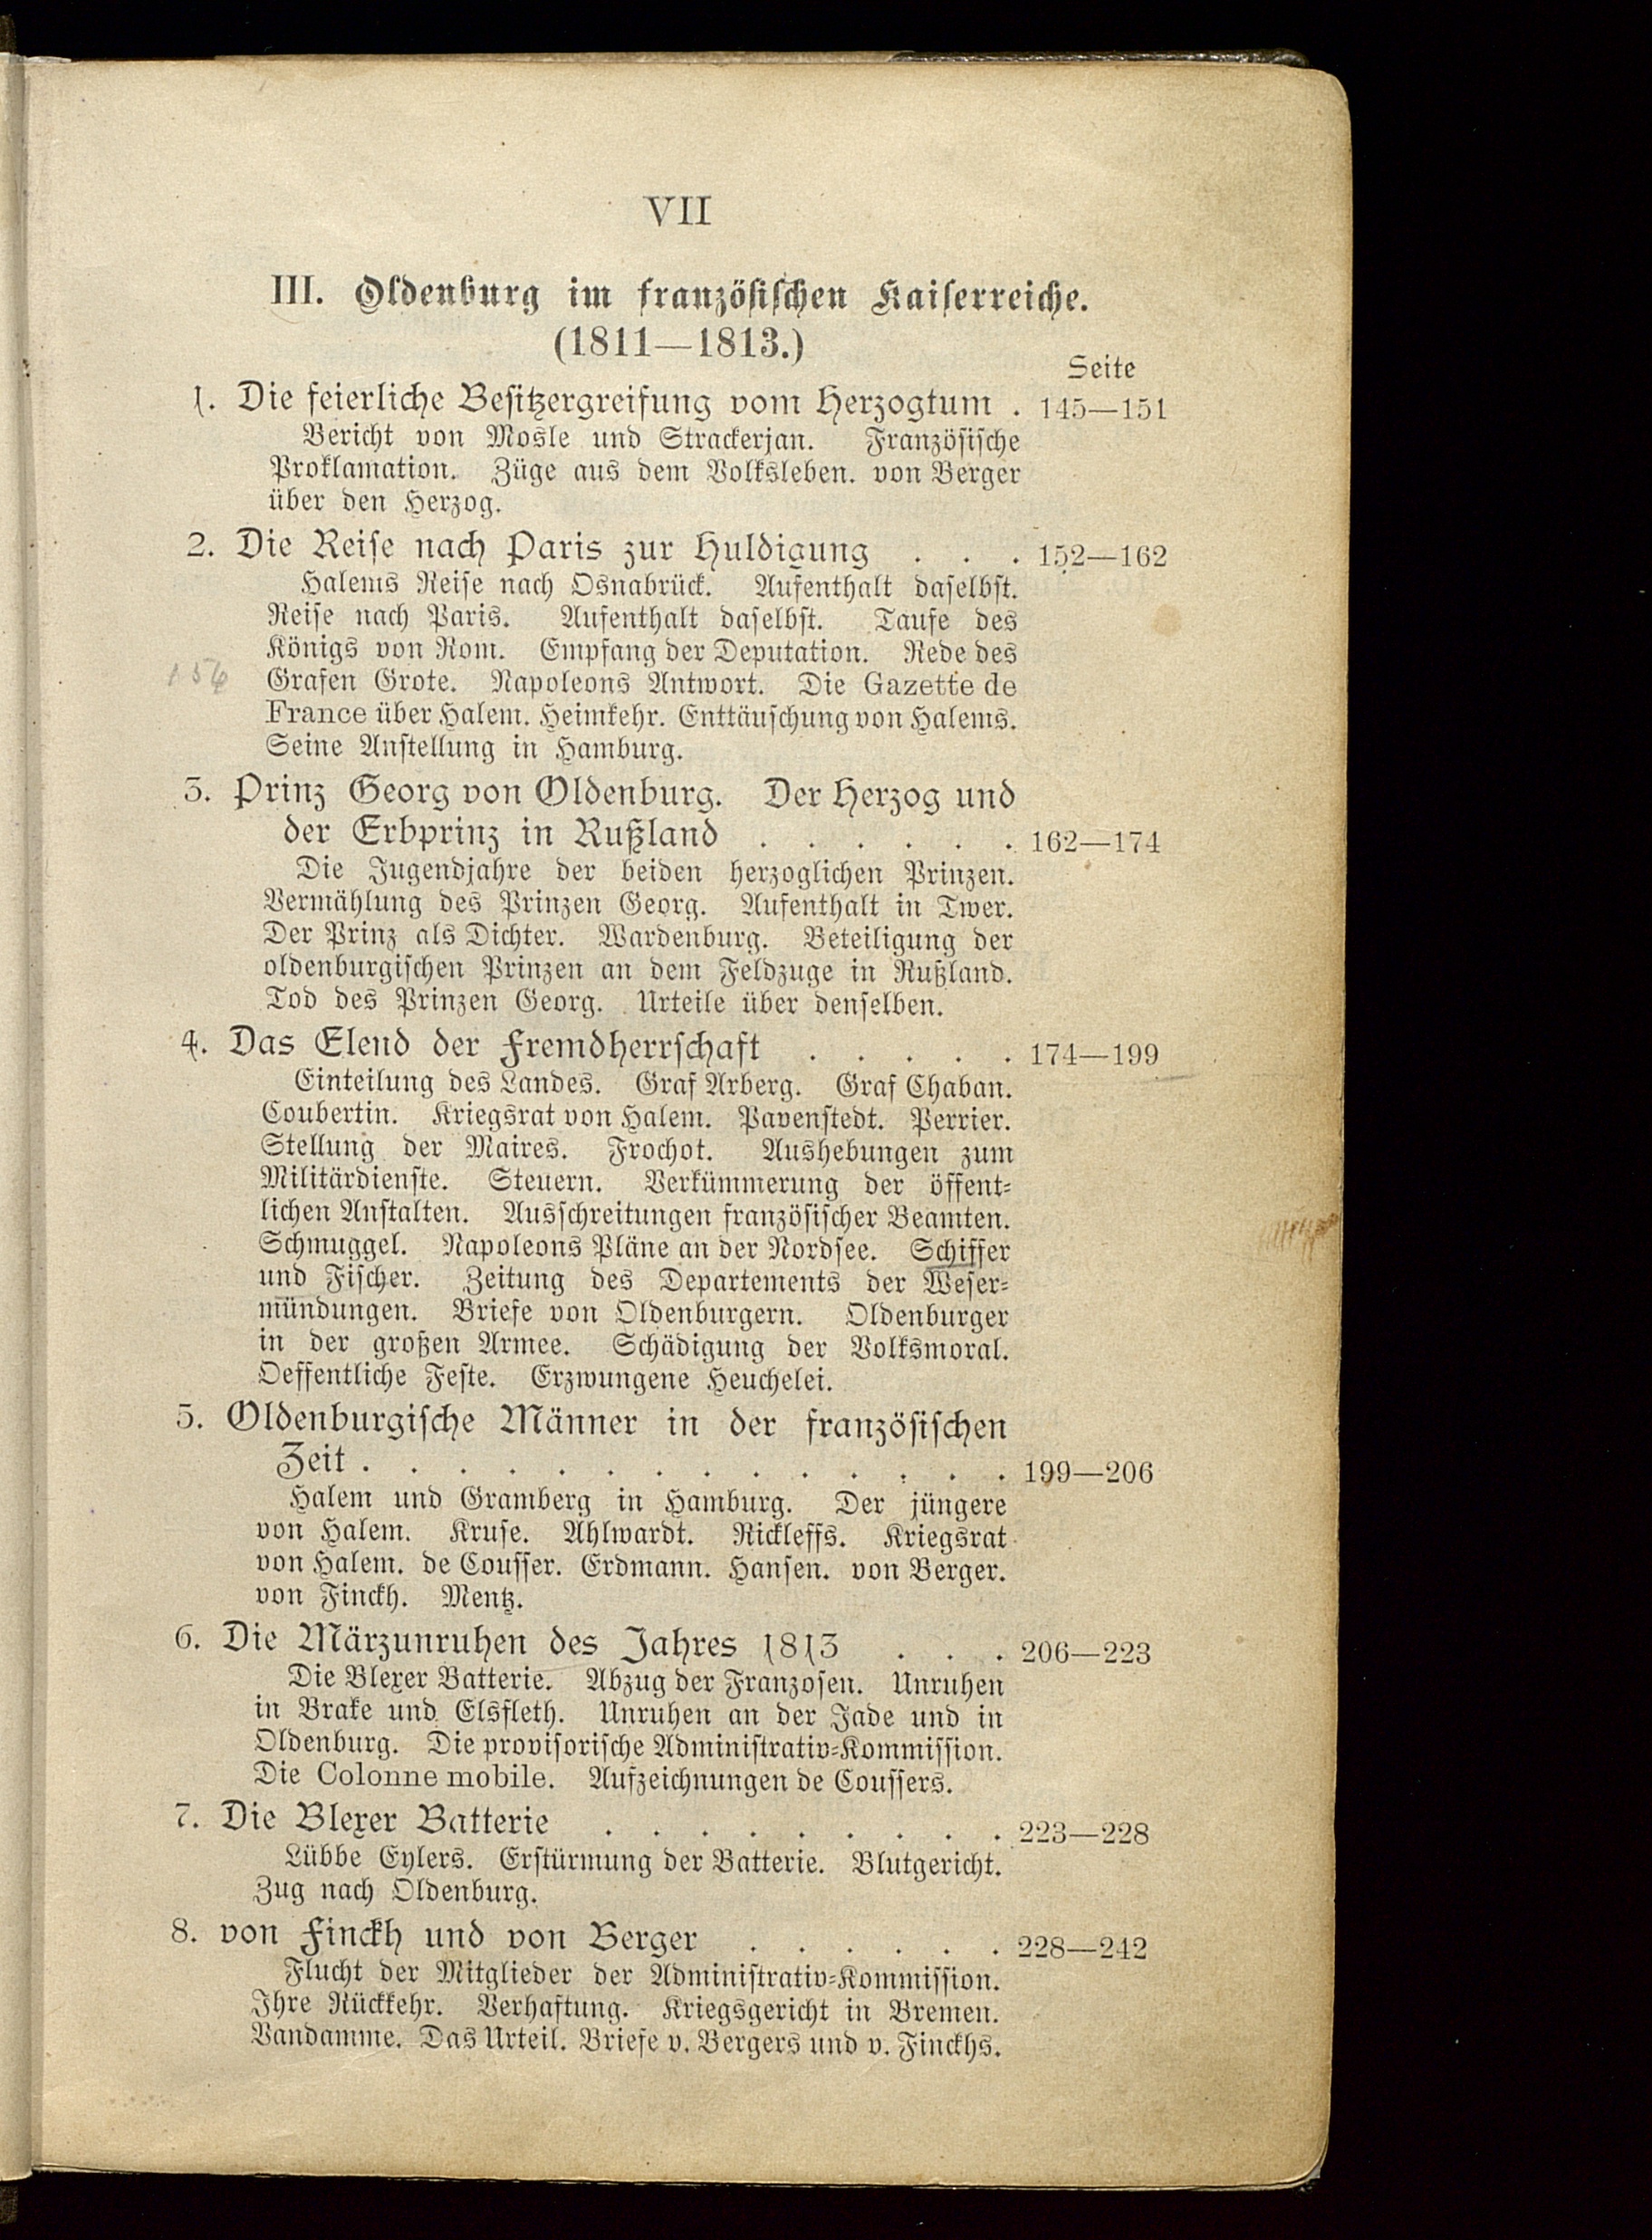 VII
III. Oldenburg im französischen Kaiserreiche.
(1811—1813.)
Seite
1. Die feierliche Besitzergreifung vom Herzogtum . 145—151
Bericht von Mosle und Strackerjan. Französische
Proklamation. Züge aus dem Volksleben. von Berger
über den Herzog.
2. Die Reise nach Paris zur Huldigung . . . 152—162
Halems Reise nach Osnabrück. Aufenthalt daselbst.
Reise nach Paris. Aufenthalt daselbst. Taufe des
Königs von Rom. Empfang der Deputation. Rede des
156 Grafen Grote. Napoleons Antwort. Die Gazette de
France über Halem. Heimkehr. Enttäuschung von Halems.
Seine Anstellung in Hamburg.
3. Prinz Georg von Oldenburg. Der Herzog und
der Erbprinz in Rußland . . . . . . 162—174
Die Jugendjahre der beiden herzoglichen Prinzen.
Vermählung des Prinzen Georg. Aufenthalt in Twer.
Der Prinz als Dichter. Wardenburg. Beteiligung der
oldenburgischen Prinzen an dem Feldzuge in Rußland.
Tod des Prinzen Georg. Urteile über denselben.
4. Das Elend der Fremdherrschaft . . . . . 174—199
Einteilung des Landes. Graf Arberg. Graf Chaban.
Coubertin. Kriegsrat von Halem. Pavenstedt. Perrier.
Stellung der Maires. Frochot. Aushebungen zum
Militärdienste. Steuern. Verkümmerung der öffent-
lichen Anstalten. Ausschreitungen französischer Beamten.
Schmuggel. Napoleons Pläne an der Nordsee. Schiffer
und Fischer. Zeitung des Departements der Weser-
mündungen. Briefe von Oldenburgern. Oldenburger
in der großen Armee. Schädigung der Volksmoral.
Oeffentliche Feste. Erzwungene Heuchelei.
5. Oldenburgische Männer in der französischen
Zeit . . . . . . . . . . . . . . 199—206
Halem und Gramberg in Hamburg. Der jüngere
von Halem. Kruse. Ahlwardt. Rickleffs. Kriegsrat
von Halem. de Cousser. Erdmann. Hansen. von Berger.
von Finckh. Mentz.
6. Die Märzunruhen des Jahres 1813 . . . 206—223
Die Blexer Batterie. Abzug der Franzosen. Unruhen
in Brake und Elsfleth. Unruhen an der Jade und in
Oldenburg. Die provisorische Administrativ-Kommission.
Die Colonne mobile. Aufzeichnungen de Coussers.
7. Die Blexer Batterie . . . . . . . . . 223—228
Lübbe Eylers. Erstürmung der Batterie. Blutgericht.
Zug nach Oldenburg.
8. von Finckh und von Berger . . . . . . 228—242
Flucht der Mitglieder der Administrativ-Kommission.
Ihre Rückkehr. Verhaftung. Kriegsgericht in Bremen.
Vandamme. Das Urteil. Briefe v. Bergers und v. Finckhs.